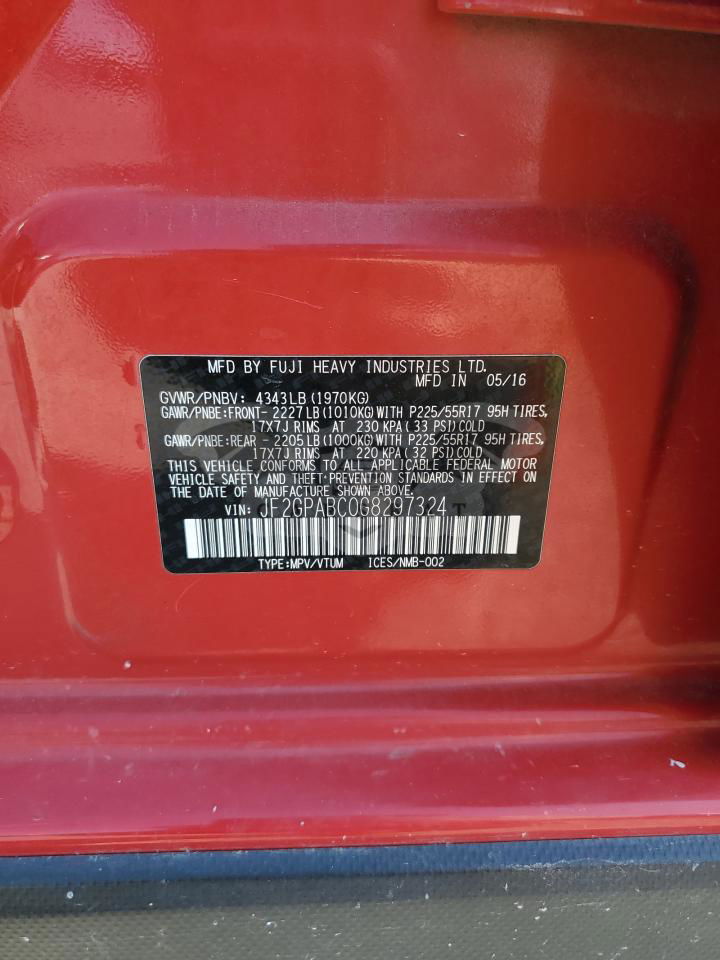 MFD BY FUJI HEAVY INDUSTRIES LTD.
MFD IN 05/16
GVWR/PNBV: 4343LB (1970KG)
GAWR/PNBE:FRONT- 2227LB(1010KG)WITH P225/55R17 95H TIRES,
17X7J RIMS AT 230 KPA(33 PSI)COLD
GAWR/PNBE:REAR - 2205LB(1000KG)WITH P225/55R17 95H TIRES,
17X7J RIMS AT 220 KPA(32 PSI)COLD
THIS VEHICLE CONFORMS TO ALL APPLICABLE FEDERAL MOTOR
VEHICLE SAFETY AND THEFT PREVENTION STANDARDS IN EFFECT ON
THE DATE OF MANUFACTURE SHOWN ABOVE.
VIN: JF2GPABC0G8297324 T
TYPE:MPV/VTUM ICES/NMB-002